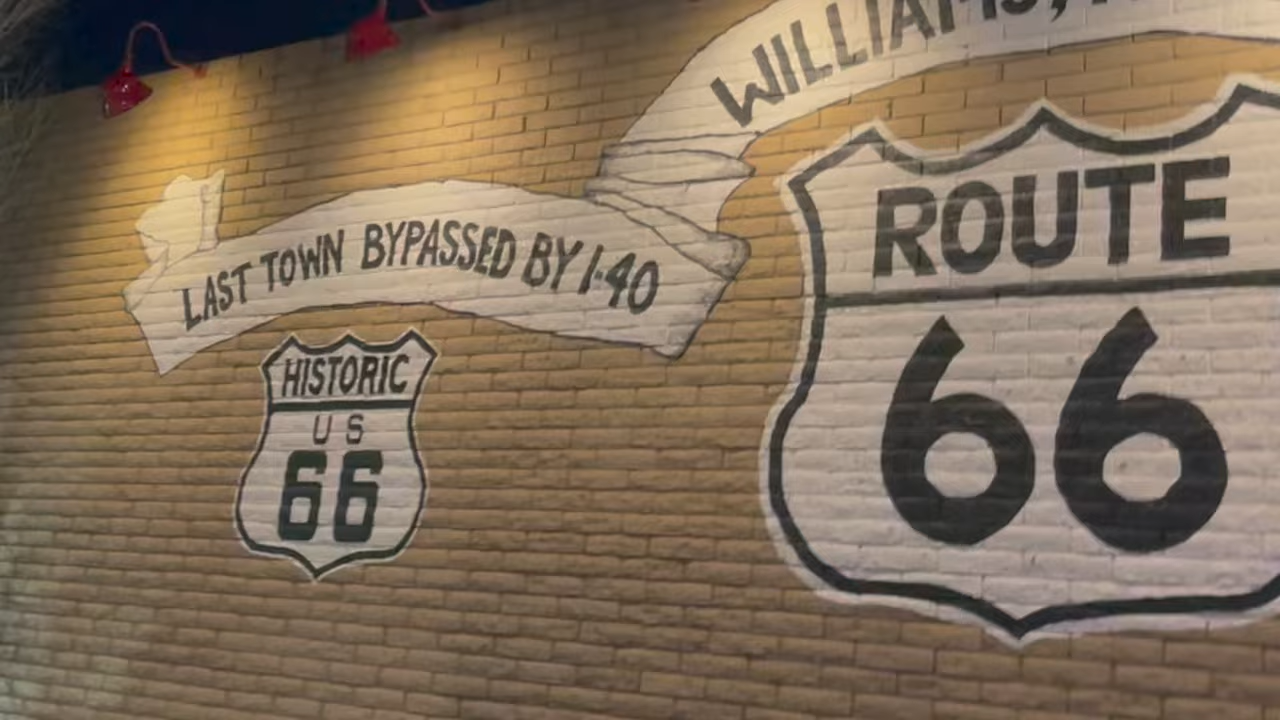 WILLIAMS,
LAST TOWN BYPASSED BY I-40
HISTORIC
US
66
ROUTE
66